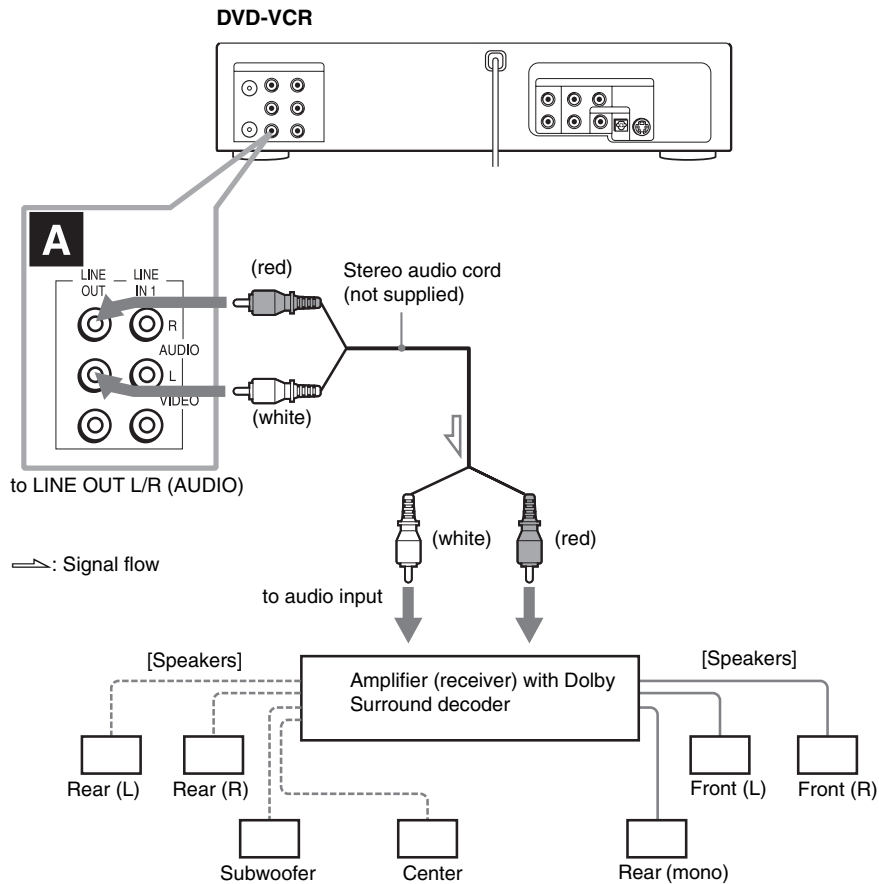 DVD-VCR
A
LINE OUT
LINE IN 1
R
AUDIO
L
VIDEO
(red)
Stereo audio cord
(not supplied)
(white)
to LINE OUT L/R (AUDIO)
: Signal flow
(white)
(red)
to audio input
[Speakers]
[Speakers]
Amplifier (receiver) with Dolby
Surround decoder
Rear (L)
Rear (R)
Front (L)
Front (R)
Subwoofer
Center
Rear (mono)